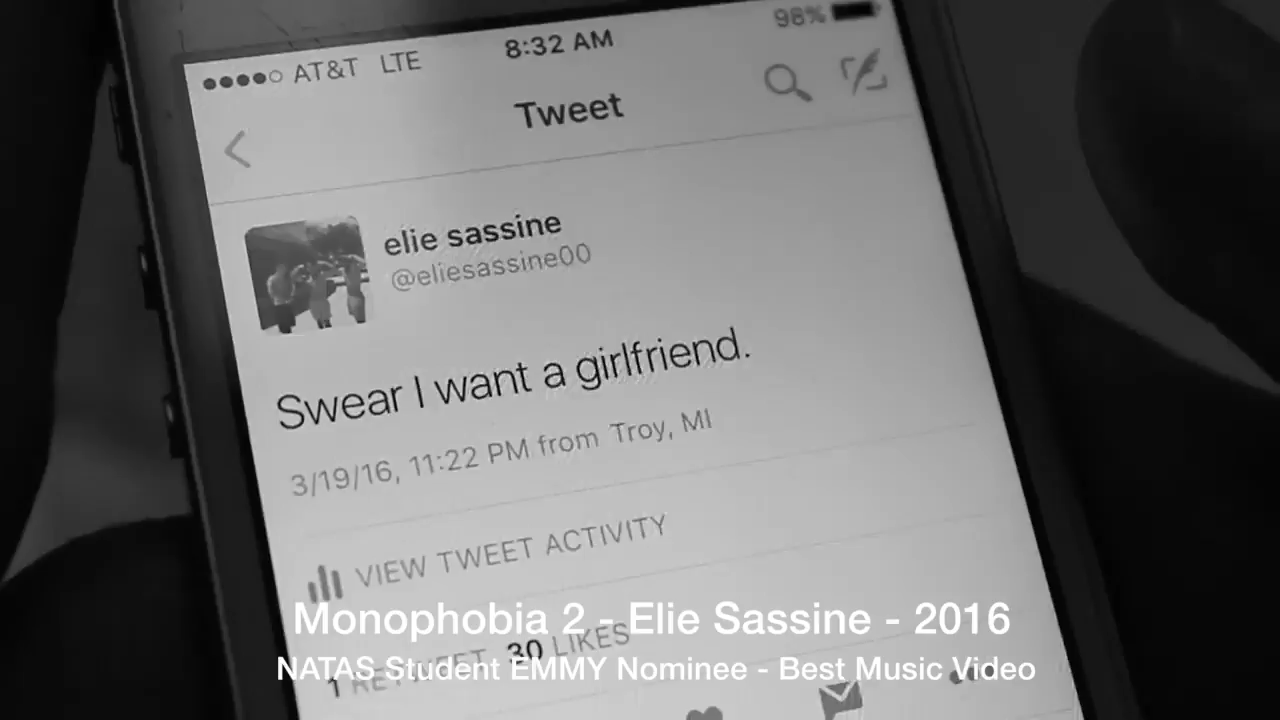 AT&T LTE 8:32 AM 98%
Tweet
elie sassine
@eliesassine00
Swear I want a girlfriend.
3/19/16, 11:22 PM from Troy, MI
VIEW TWEET ACTIVITY
Monophobia 2 - Elie Sassine - 2016
1 RETWEET 30 LIKES
NATAS Student EMMY Nominee - Best Music Video